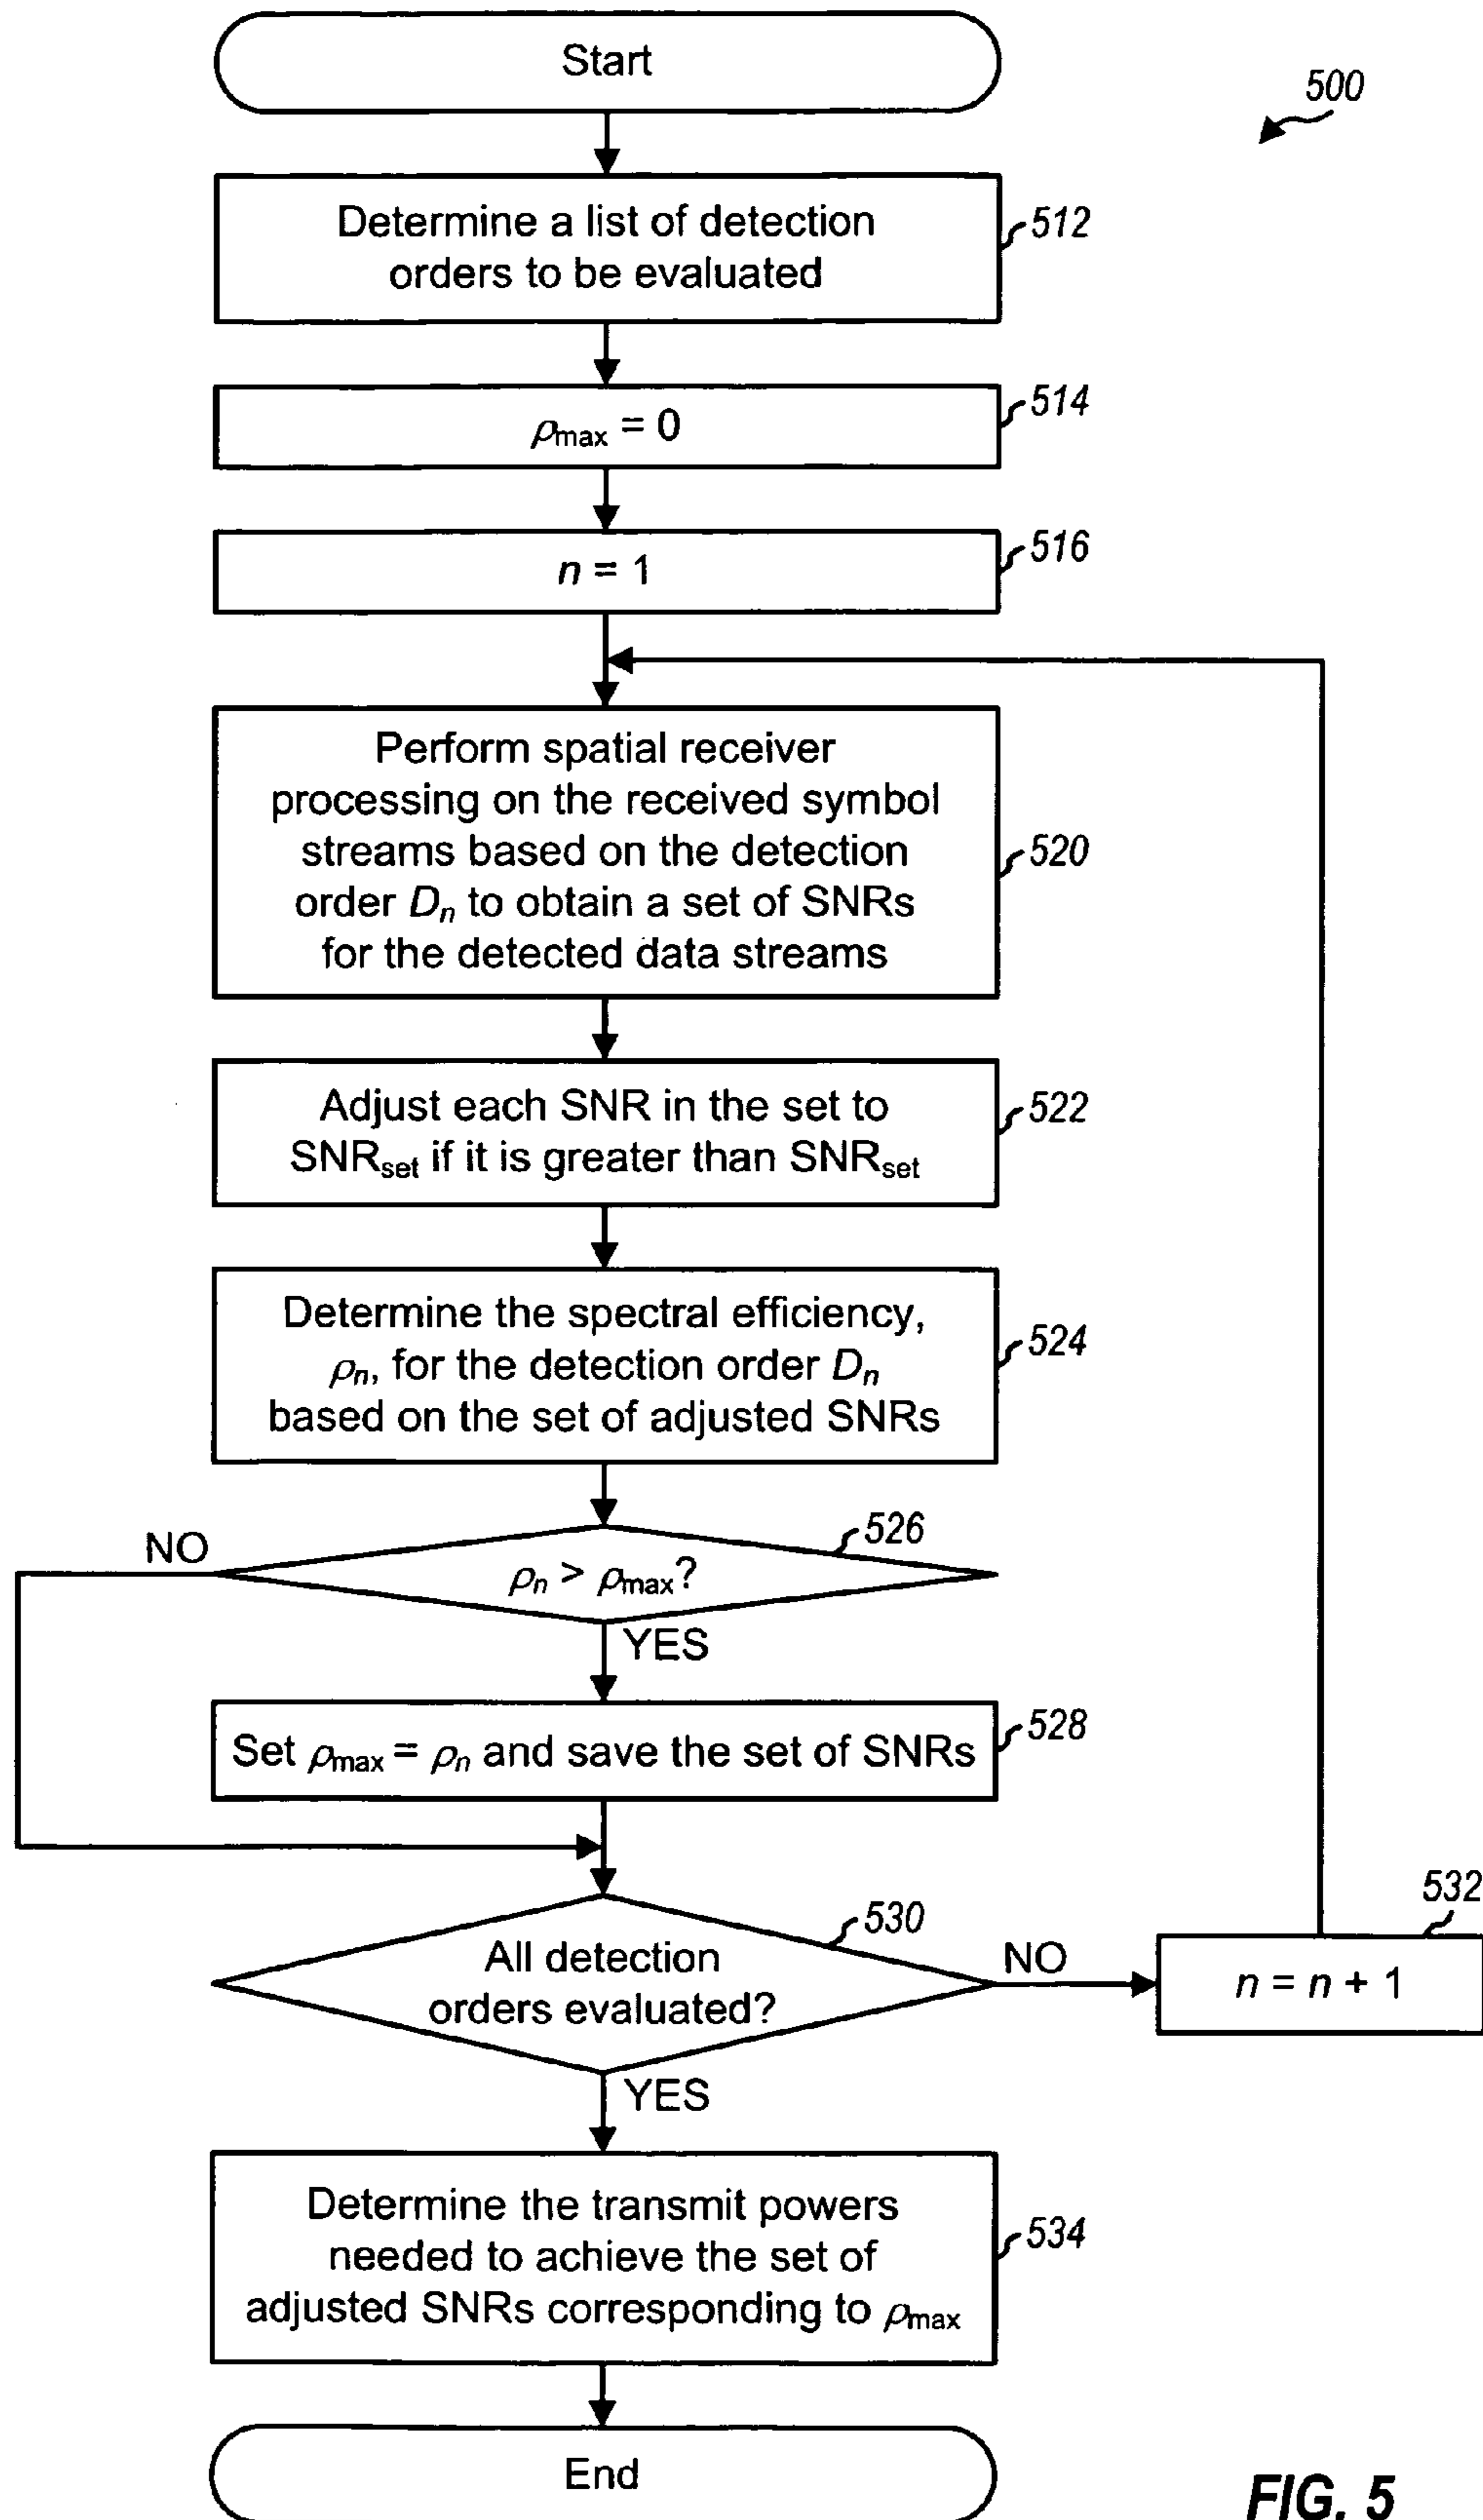 Start
500
Determine a list of detection
orders to be evaluated
512
ρmax = 0
514
n = 1
516
Perform spatial receiver
processing on the received symbol
streams based on the detection
order Dn to obtain a set of SNRs
for the detected data streams
520
Adjust each SNR in the set to
SNRset if it is greater than SNRset
522
Determine the spectral efficiency,
ρn, for the detection order Dn
based on the set of adjusted SNRs
524
NO
526
ρn > ρmax?
YES
Set ρmax = ρn and save the set of SNRs
528
530
All detection
orders evaluated?
NO
532
n = n + 1
YES
Determine the transmit powers
needed to achieve the set of
adjusted SNRs corresponding to ρmax
534
End
FIG. 5